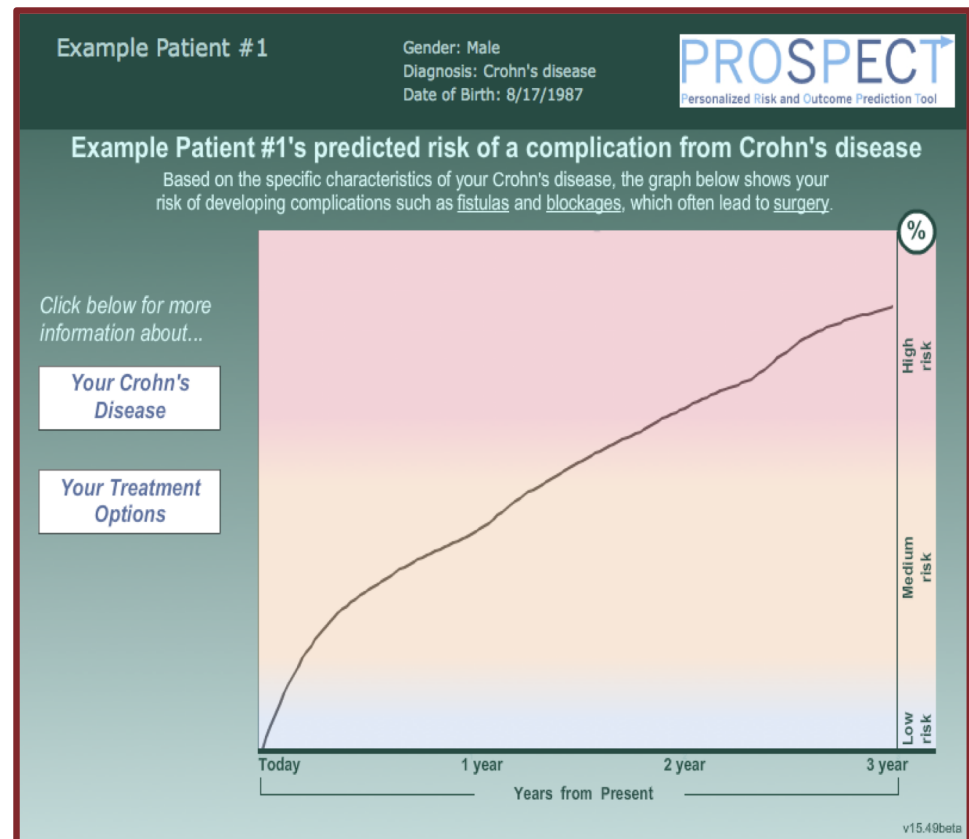 Example Patient #1
Gender: Male
Diagnosis: Crohn's disease
Date of Birth: 8/17/1987
PROSPECT
Personalized Risk and Outcome Prediction Tool
Example Patient #1's predicted risk of a complication from Crohn's disease
Based on the specific characteristics of your Crohn's disease, the graph below shows your
risk of developing complications such as fistulas and blockages, which often lead to surgery.
%
Click below for more
information about...
Your Crohn's
Disease
Your Treatment
Options
High
risk
Medium
risk
Low
risk
Today
1 year
2 year
3 year
Years from Present
v15.49beta